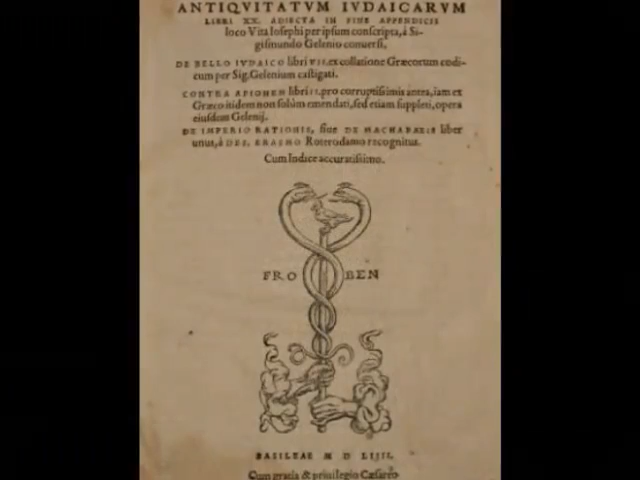 ANTIQVITATVM IVDAICARVM
LIBRI XX. ADIECTA IN FINE APPENDICIS
loco Vita Iosephi per ipsum conscripta, à Si-
gismundo Gelenio conuersi.
DE BELLO IVDAICO libri VII. ex collatione Græcorum codi-
cum per Sig. Gelenium castigati.
CONTRA APIONEM libri II. pro corruptissimis antea, iam ex
Græco itidem non solùm emendati, sed etiam suppleti, opera
eiusdem Gelenij.
DE IMPERIO RATIONIS, siue DE MACHABAEIS liber
unus, à DES. ERASMO Roterodamo recognitus.
Cum Indice accuratissimo.
FRO BEN
BASILEAE M D LIIII.
Cum gratia & priuilegio Cæsareo